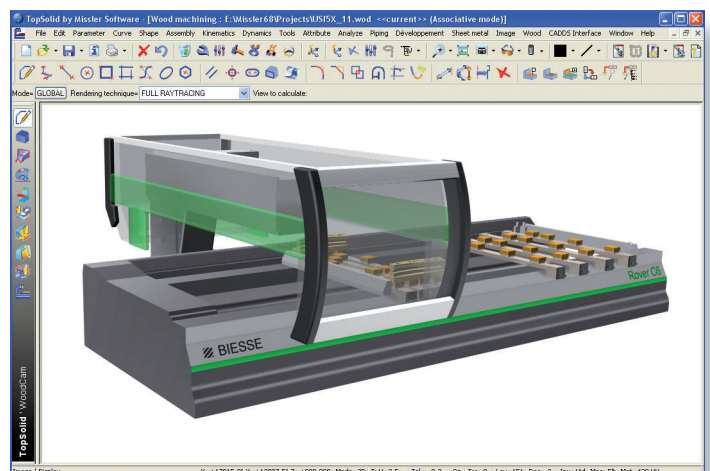 TopSolid by Missler Software - [Wood machining : E:\Missler68\Projects\USI5X_11.wod <<current>> (Associative mode)]
File Edit Parameter Curve Shape Assembly Kinematics Dynamics Tools Attribute Analyze Piping Développement Sheet metal Image Wood CADDS Interface Window Help
Mode= GLOBAL Rendering technique= FULL RAYTRACING View to calculate:
Rover C6
BIESSE
TopSolid'WoodCam